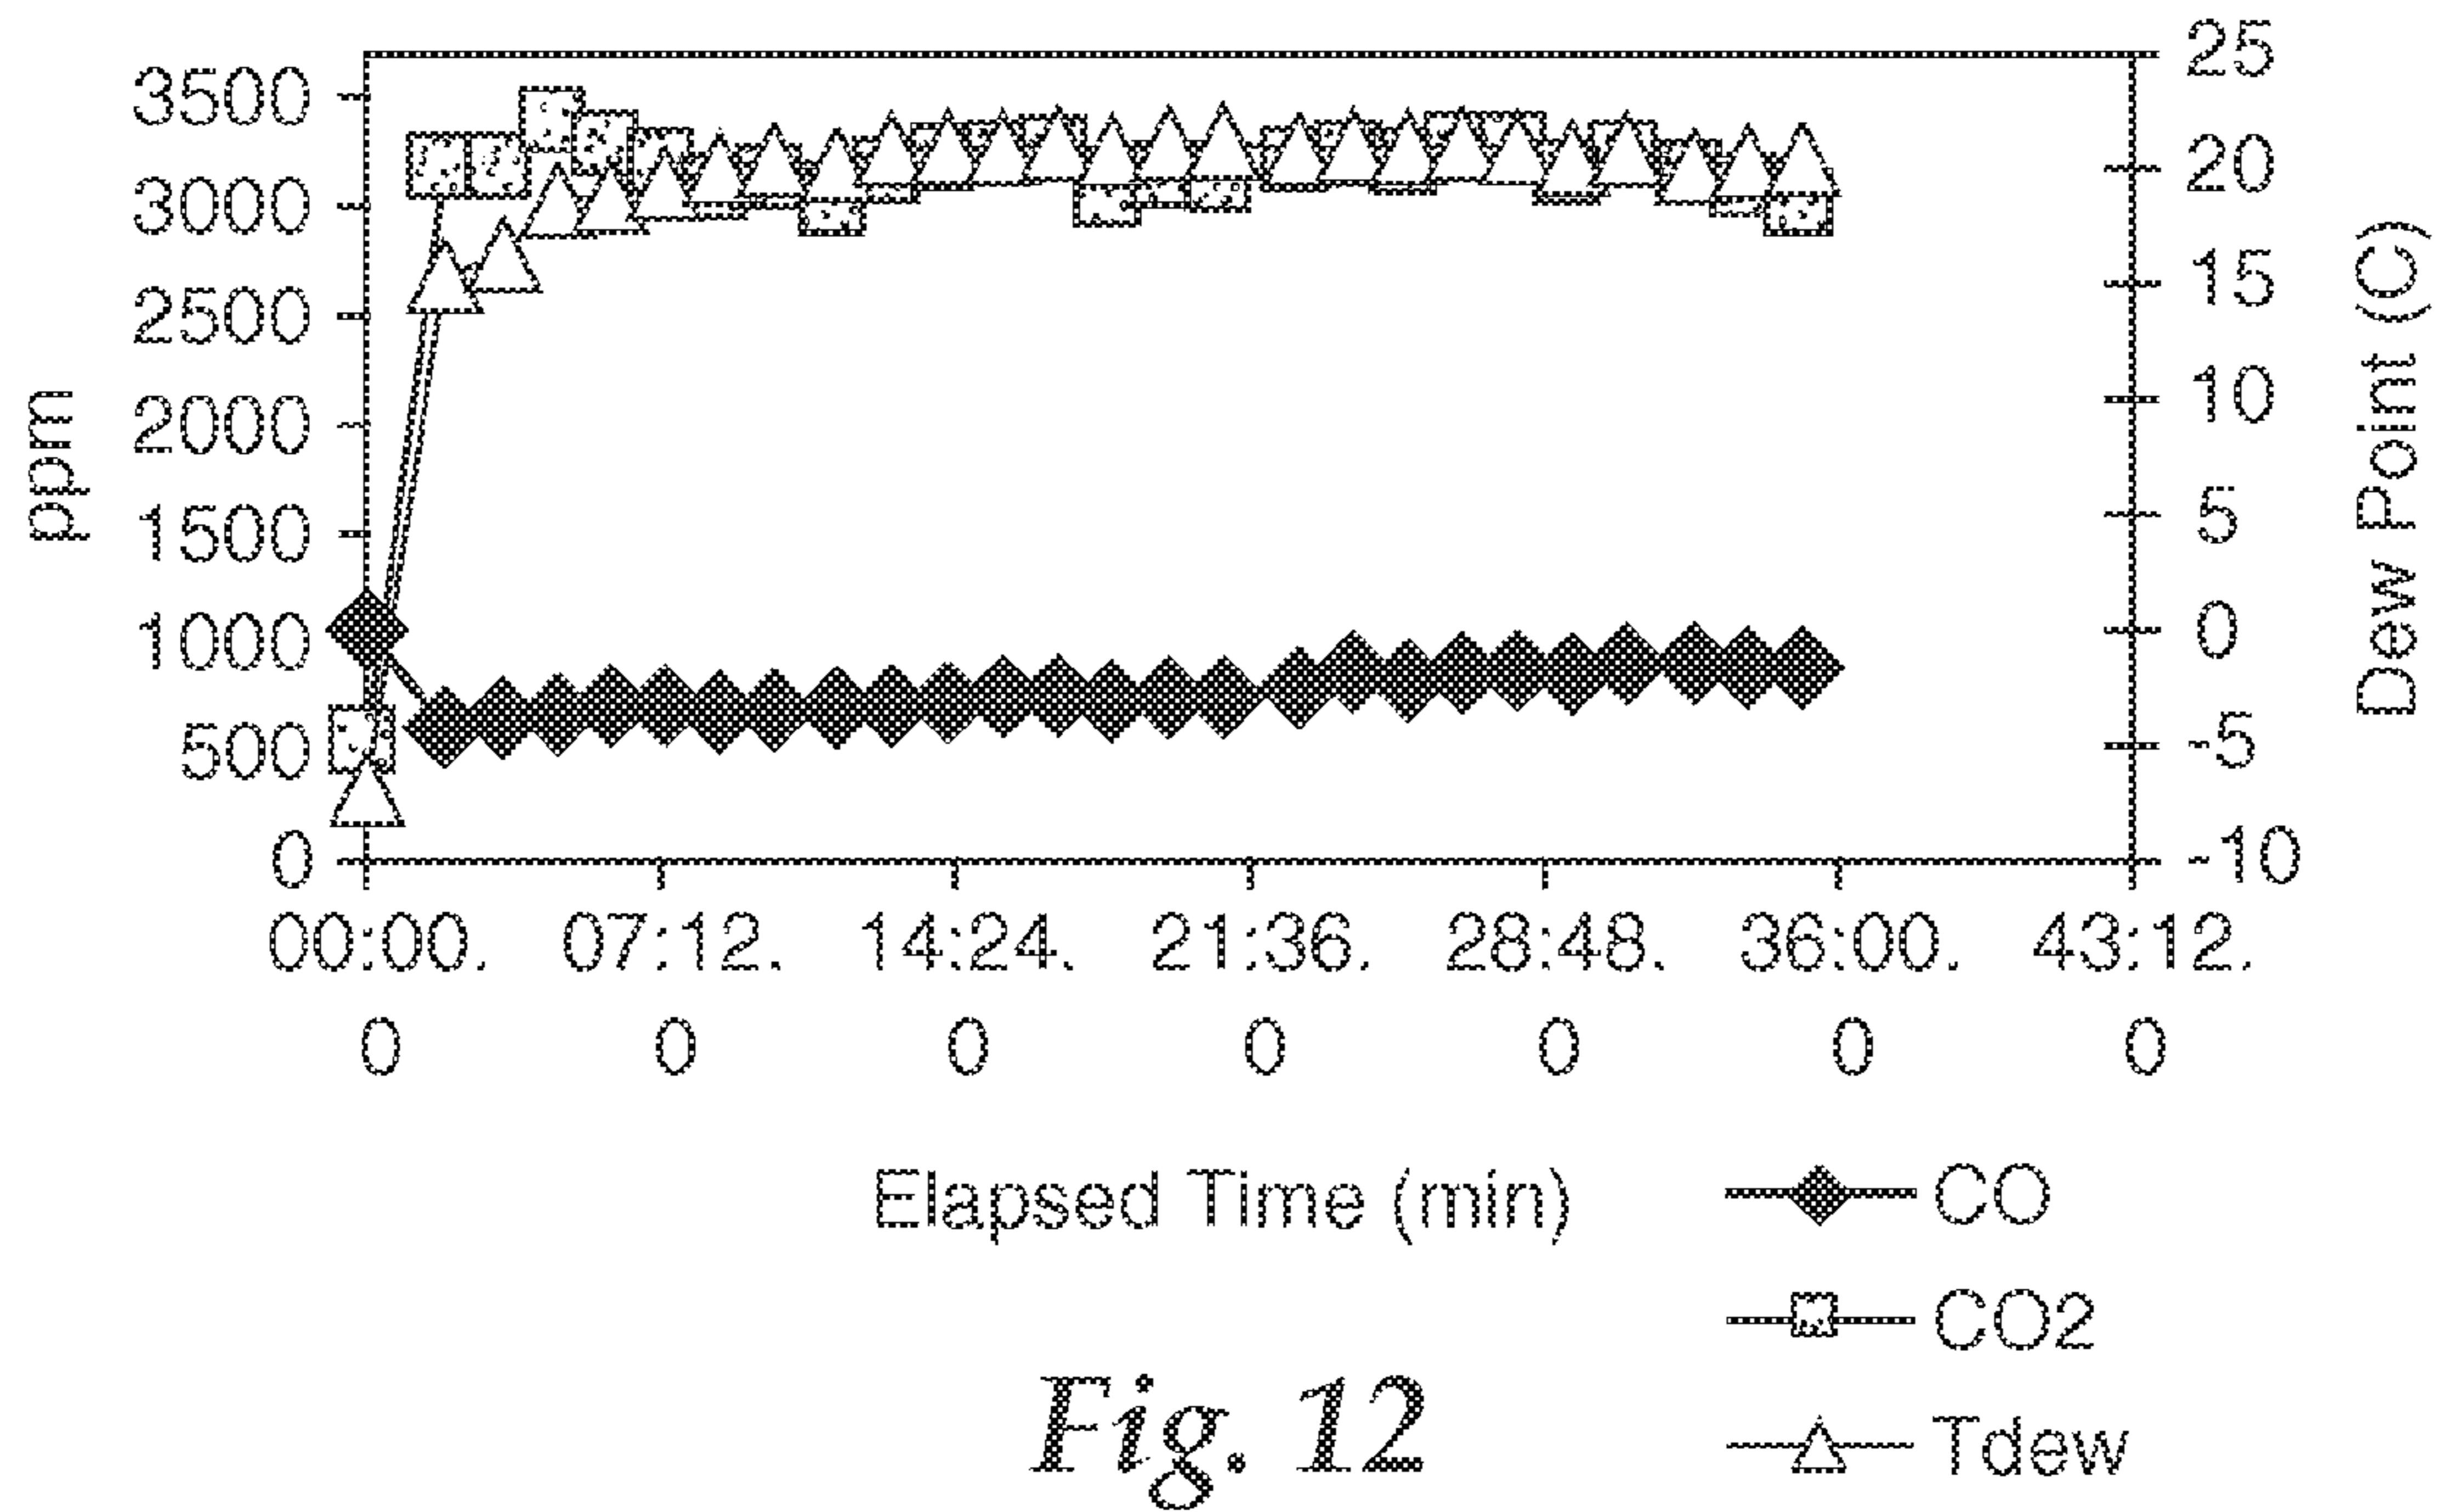 25
3500
3000
2500
2000
1500
1000
500
0
ppm
20
15
10
5
0
-5
-10
Dew Point (C)
00:00. 07:12. 14:24. 21:36. 28:48. 36:00. 43:12.
0 0 0 0 0 0 0
Elapsed Time (min)
CO
CO2
Tdew
Fig. 12